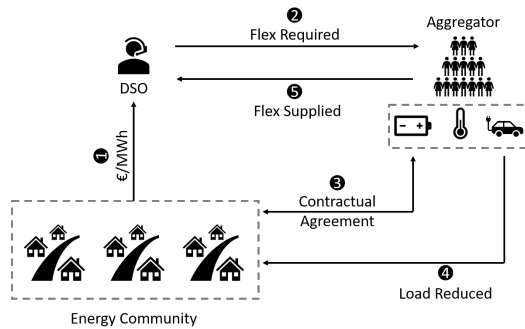 ❷
Flex Required
Aggregator
DSO
❺
Flex Supplied
❶
€/MWh
- +
❸
Contractual
Agreement
❹
Load Reduced
Energy Community